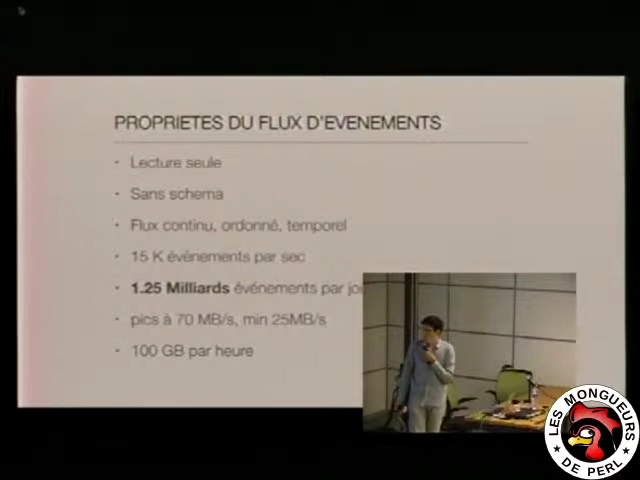 PROPRIETES DU FLUX D'EVENEMENTS
· Lecture seule
· Sans schema
· Flux continu, ordonné, temporel
· 15 K événements par sec
· 1.25 Milliards événements par
· pics à 70 MB/s, min 25MB/s
· 100 GB par heure
LES MONGUEURS
DE PERL